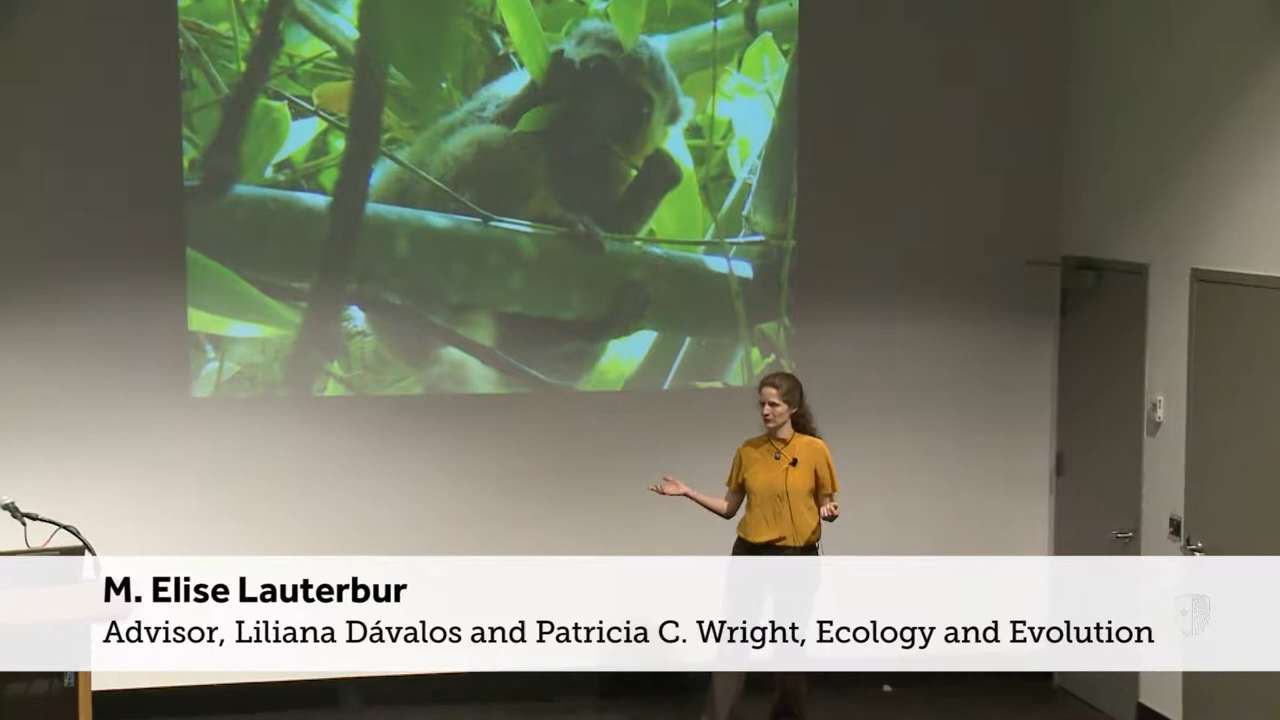 M. Elise Lauterbur
Advisor, Liliana Dávalos and Patricia C. Wright, Ecology and Evolution